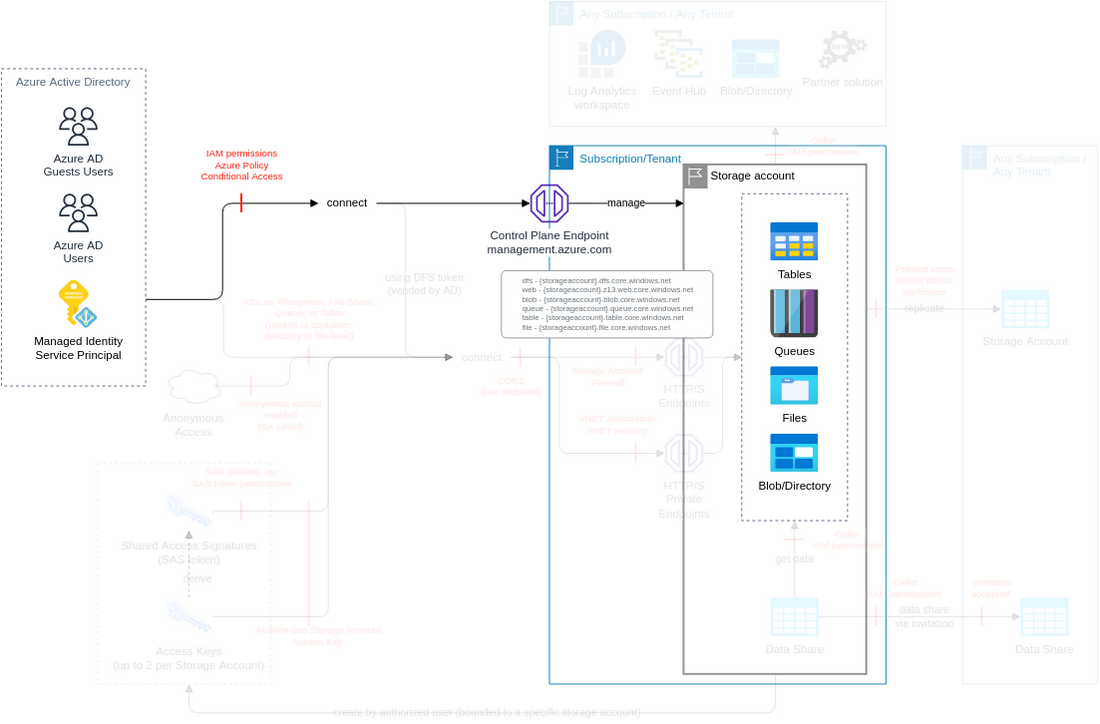 Any Subscription / Any Tenant
Log Analytics
workspace
Event Hub
Blob/Directory
Partner solution
Caller
IAM permissions
Azure Active Directory
Azure AD
Guests Users
Azure AD
Users
Managed Identity
Service Principal
IAM permissions
Azure Policy
Conditional Access
connect
Subscription/Tenant
Control Plane Endpoint
management.azure.com
manage
Storage account
Tables
Queues
Files
Blob/Directory
using DFS token
(vended by AD)
dfs - {storageaccount}.dfs.core.windows.net
web - {storageaccount}.z13.web.core.windows.net
blob - {storageaccount}.blob.core.windows.net
queue - {storageaccount}.queue.core.windows.net
table - {storageaccount}.table.core.windows.net
file - {storageaccount}.file.core.windows.net
ACL on Filesystem, File Share,
Queue, or Table
(restrict at container,
directory or file-level)
Anonymous
Access
Anonymous access
enabled
(SA Level)
connect
CORS
(per endpoint)
Storage Account
Firewall
HTTP/S
Endpoints
VNET association
VNET security
HTTP/S
Private
Endpoints
SAS policies, xpi
SAS token permissions
Shared Access Signatures
(SAS token)
derive
Access Keys
(up to 2 per Storage Account)
use Storage Account
Access Key
create by authorized user (bounded to a specific storage account)
Caller
IAM permissions
get data
Data Share
Any Subscription /
Any Tenant
Prevent cross
tenant object
replication
replicate
Storage Account
Caller
IAM permissions
data share
via invitation
Invitation
accepted
Data Share